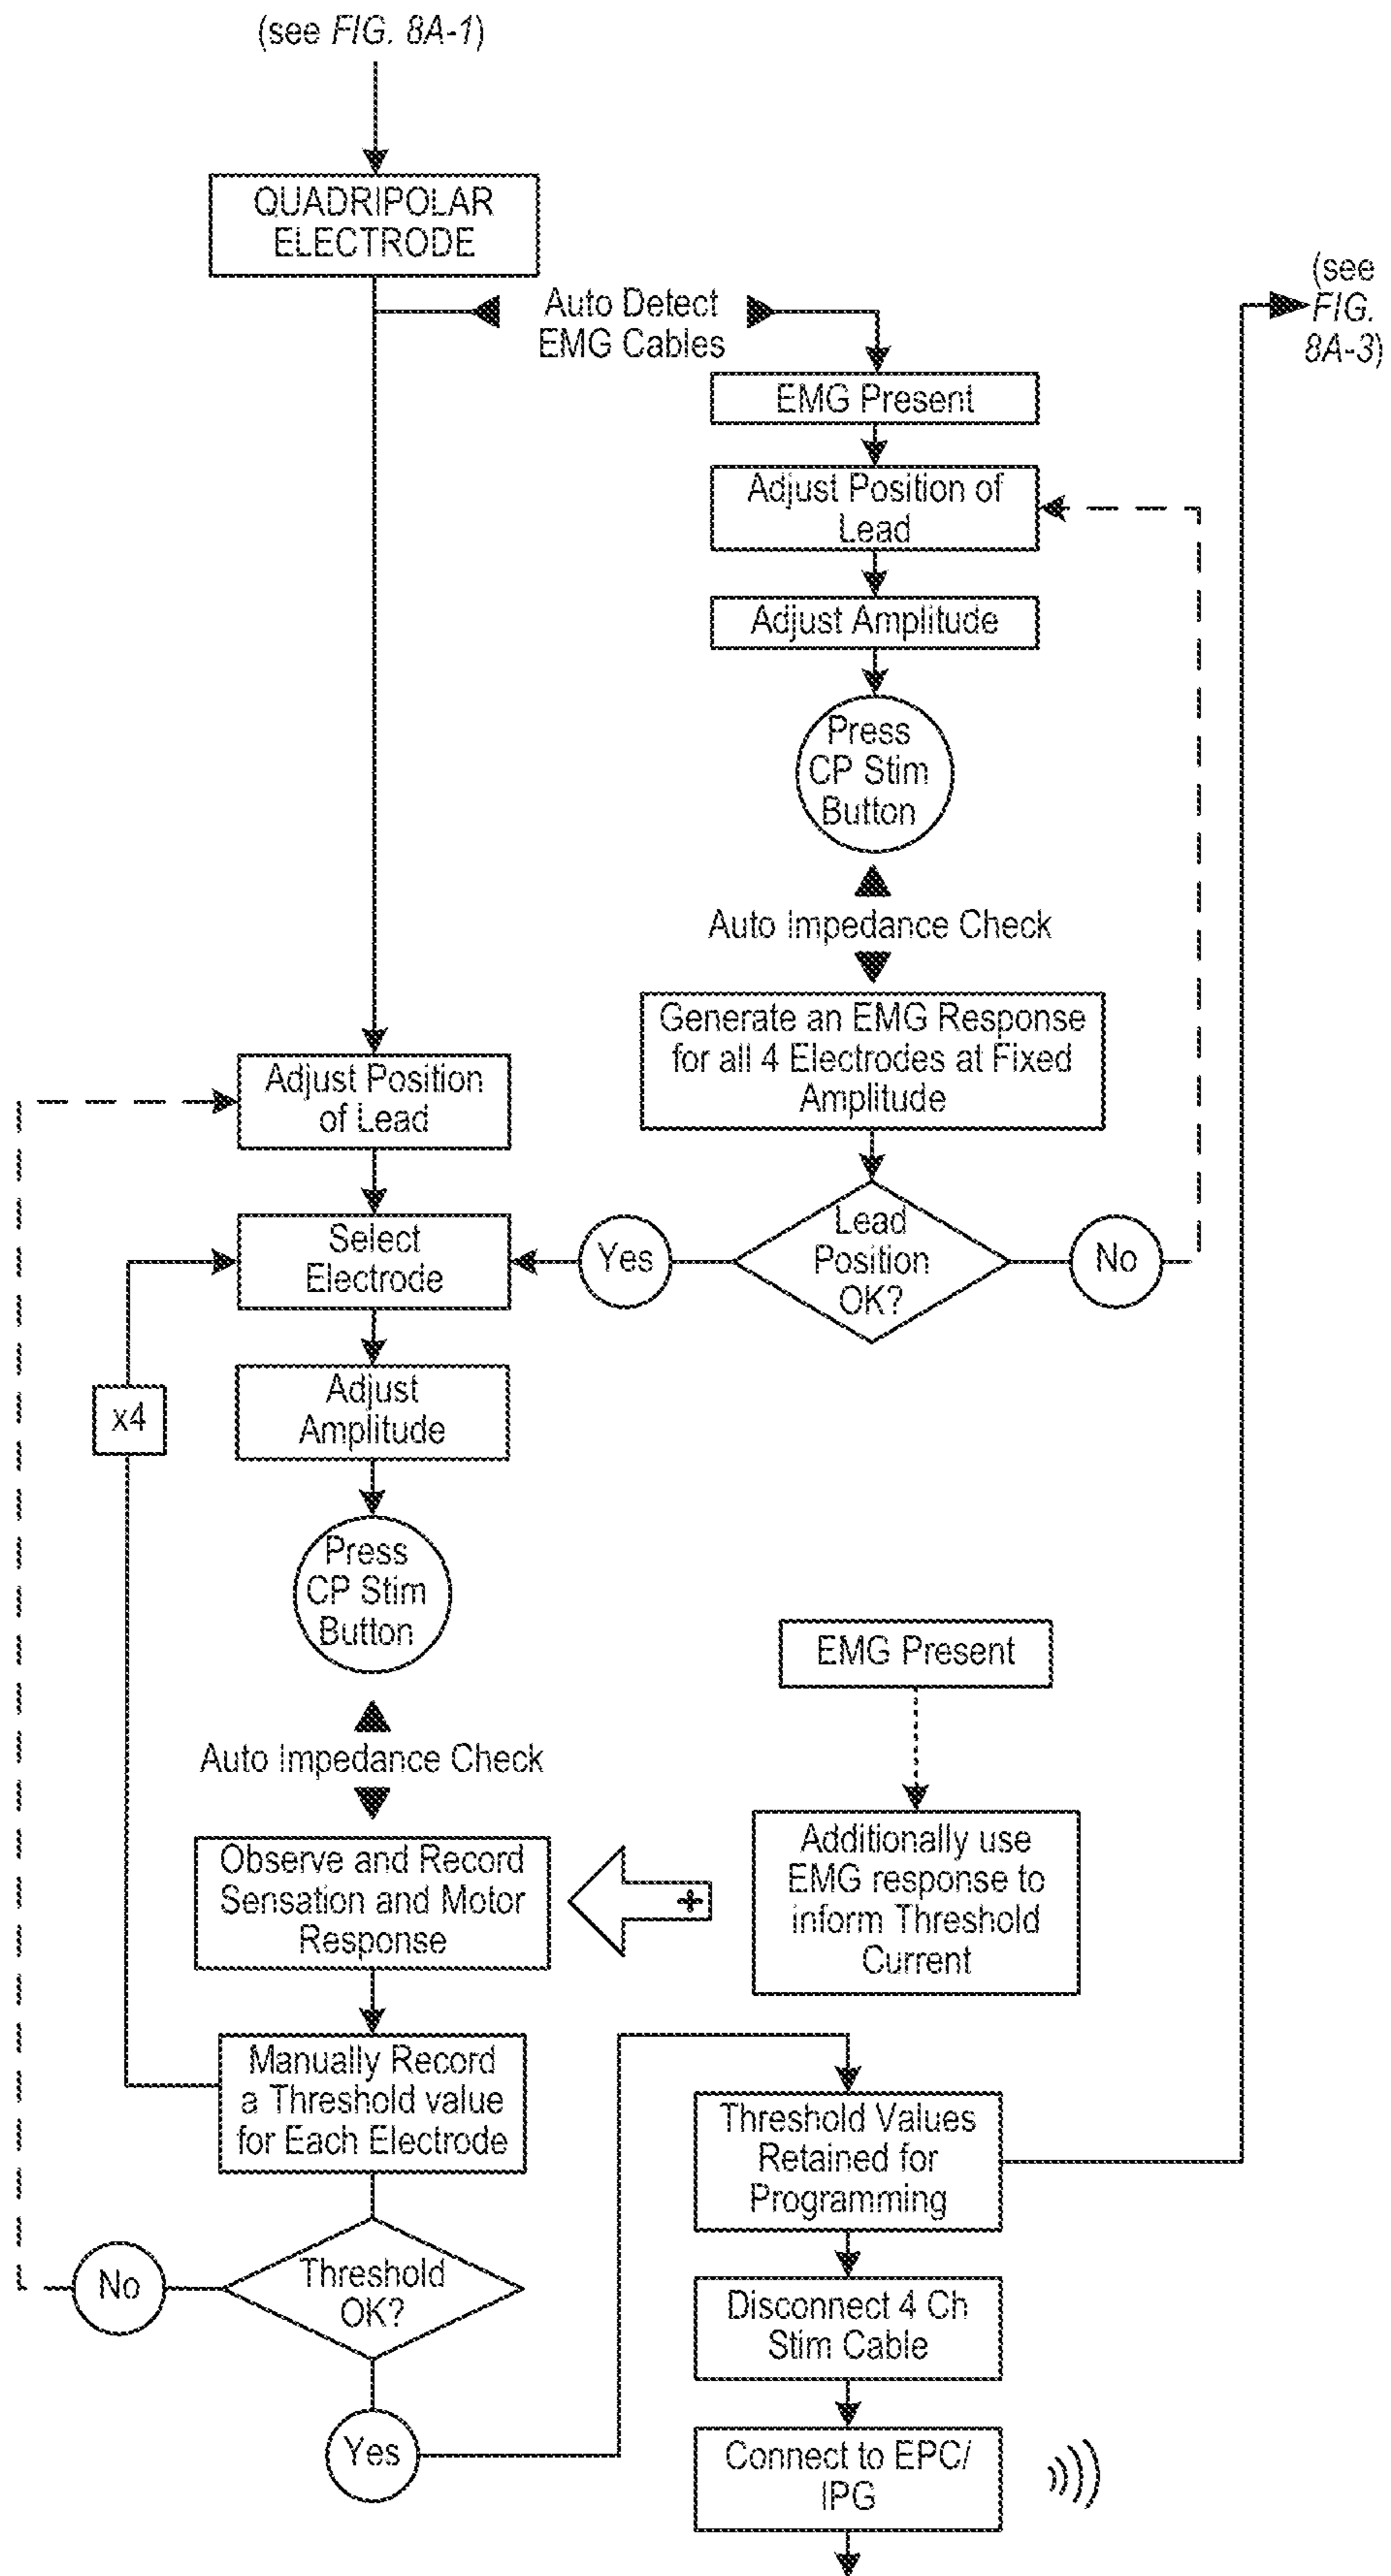 (see FIG. 8A-1)
QUADRIPOLAR
ELECTRODE
Auto Detect
EMG Cables
(see
FIG.
8A-3)
EMG Present
Adjust Position of
Lead
Adjust Amplitude
Press
CP Stim
Button
Auto Impedance Check
Generate an EMG Response
for all 4 Electrodes at Fixed
Amplitude
Adjust Position
of Lead
Select
Electrode
Yes
Lead
Position
OK?
No
Adjust
Amplitude
x4
Press
CP Stim
Button
EMG Present
Auto Impedance Check
Observe and Record
Sensation and Motor
Response
+
Additionally use
EMG response to
inform Threshold
Current
Manually Record
a Threshold value
for Each Electrode
Threshold Values
Retained for
Programming
No
Threshold
OK?
Disconnect 4 Ch
Stim Cable
Yes
Connect to EPC/
IPG